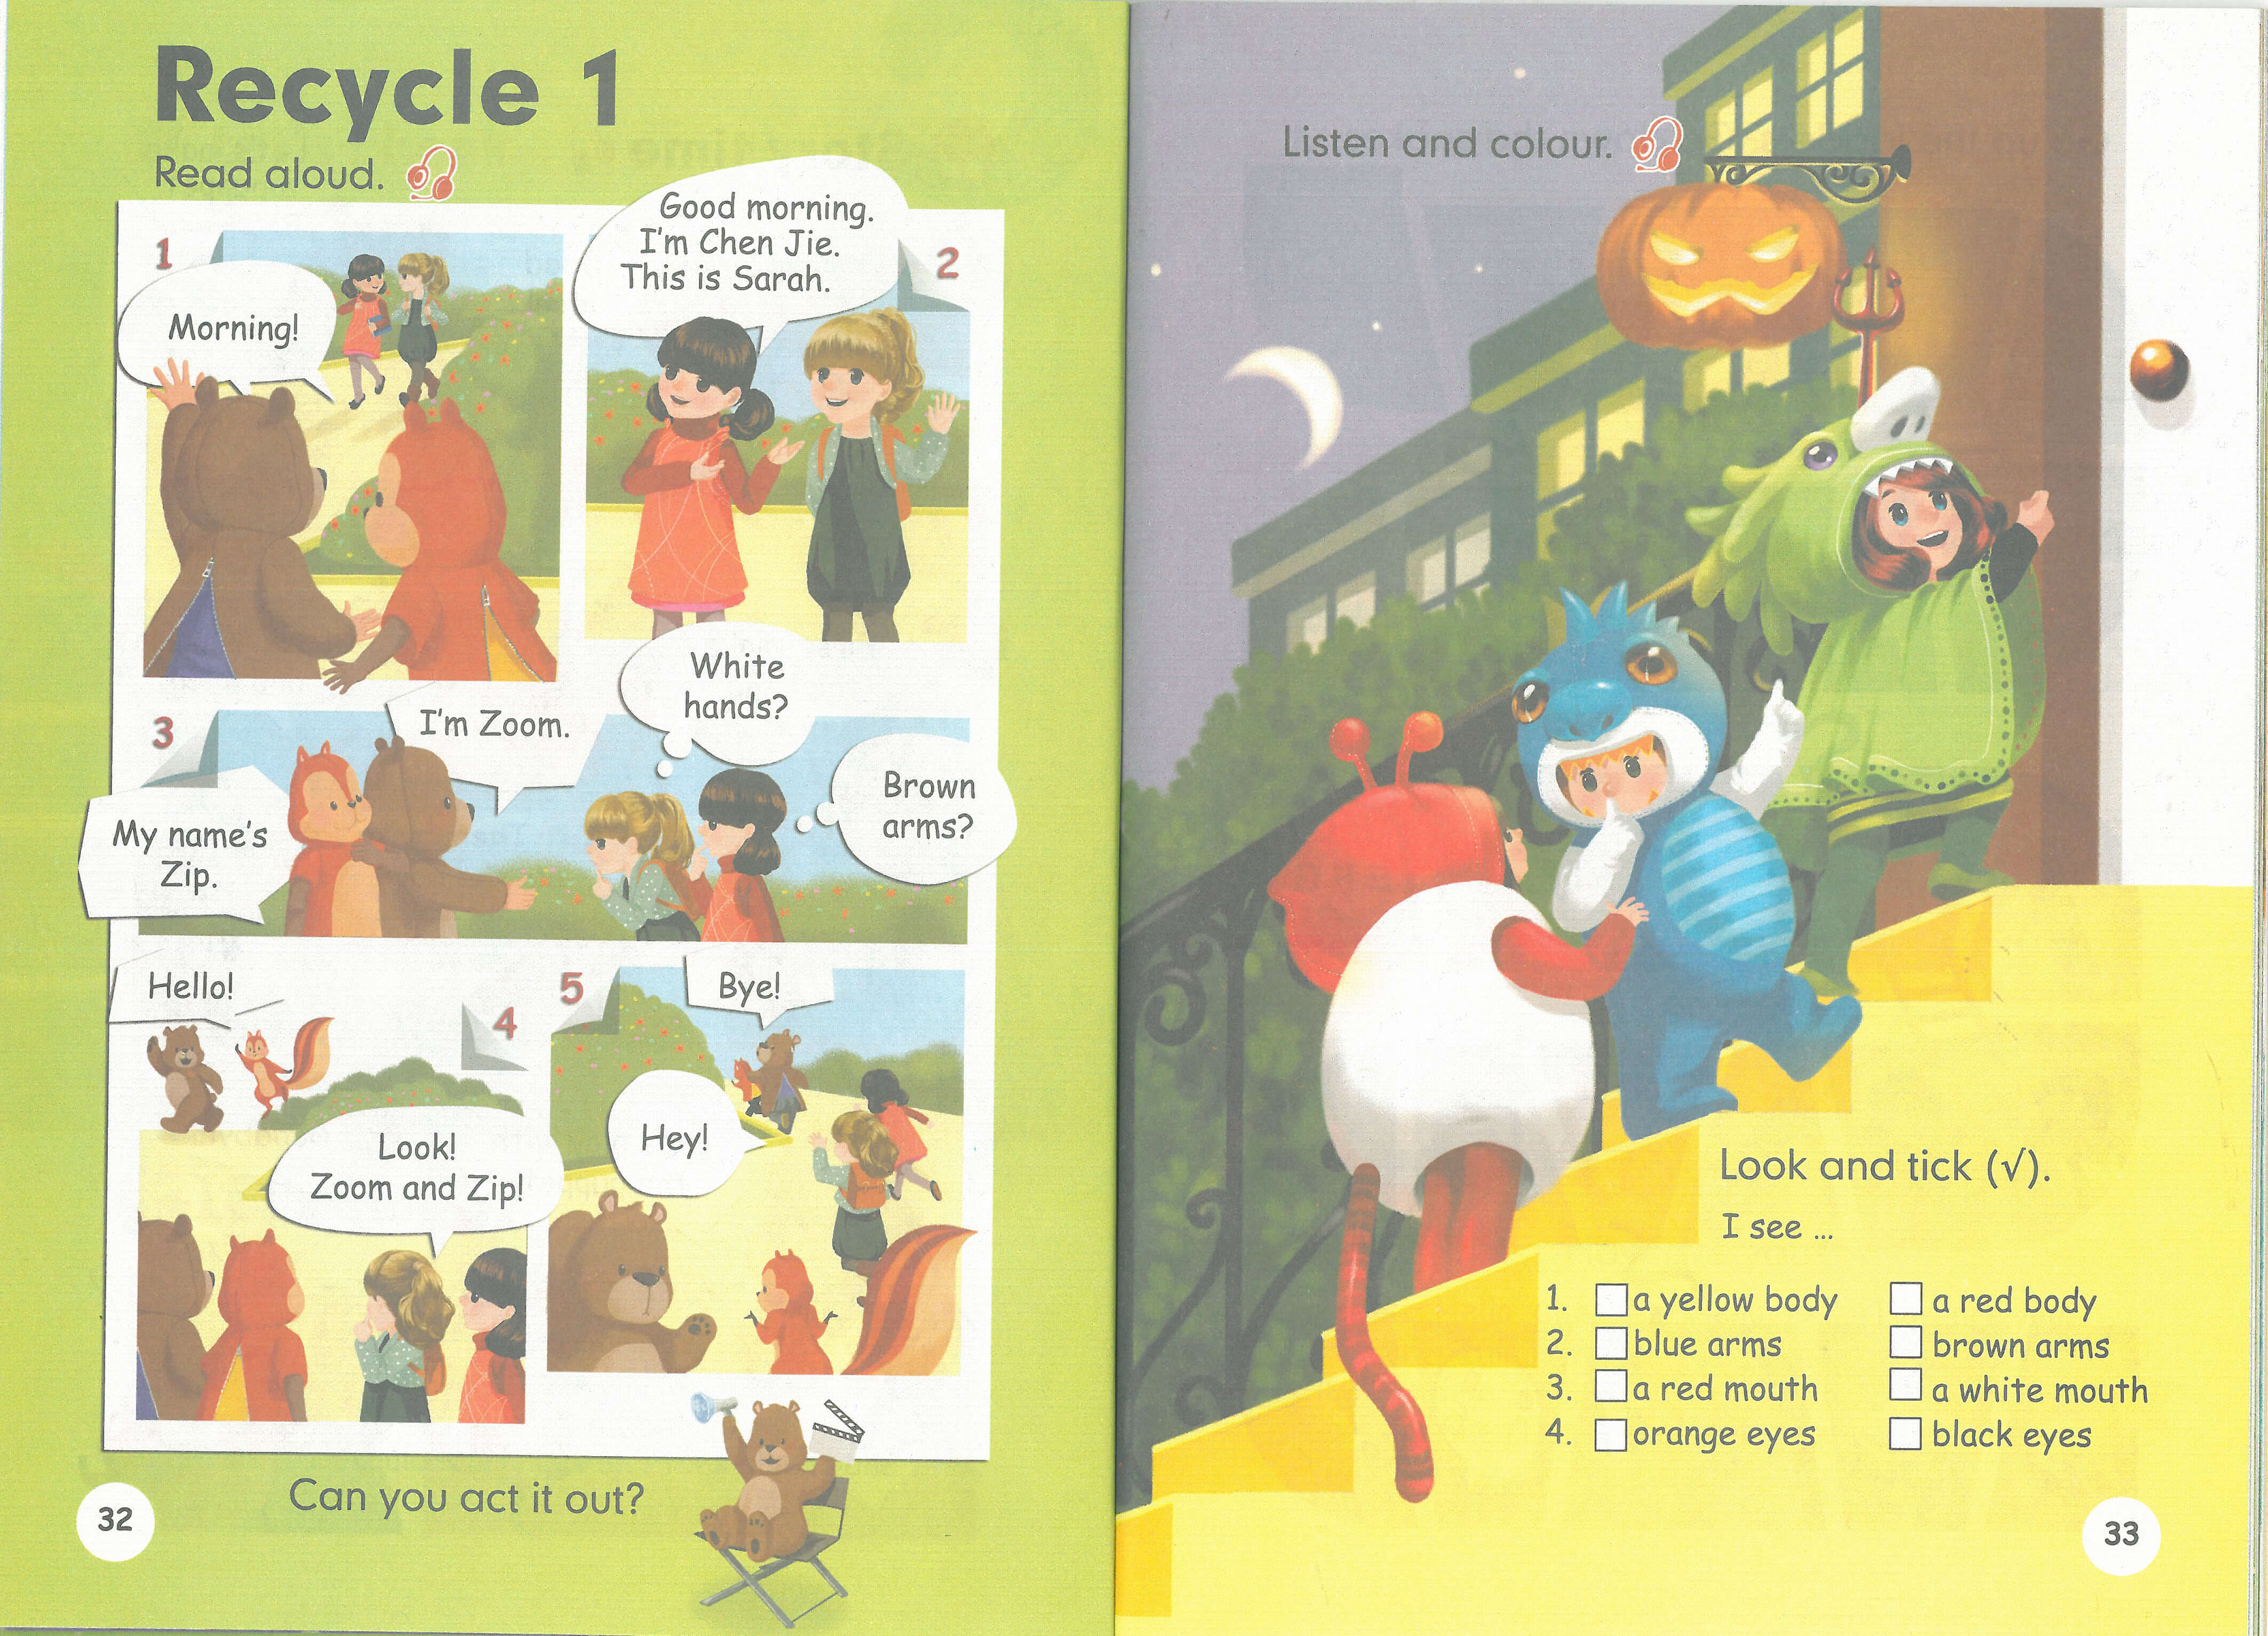 Recycle 1
Read aloud.
1
Morning!
2
Good morning.
I'm Chen Jie.
This is Sarah.
3
My name's
Zip.
I'm Zoom.
White
hands?
Brown
arms?
4
Hello!
Look!
Zoom and Zip!
5
Bye!
Hey!
Can you act it out?
32
Listen and colour.
Look and tick (√).
I see ...
1. a yellow body a red body
2. blue arms brown arms
3. a red mouth a white mouth
4. orange eyes black eyes
33